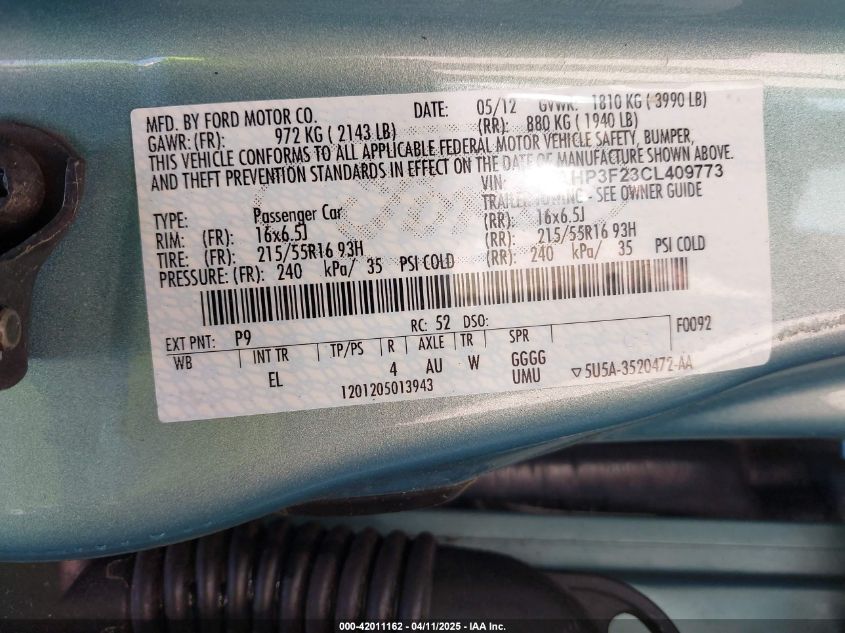 MFD. BY FORD MOTOR CO. DATE: 05/12 GVWR: 1810 KG ( 3990 LB)
GAWR: (FR): 972 KG ( 2143 LB) (RR): 880 KG ( 1940 LB)
THIS VEHICLE CONFORMS TO ALL APPLICABLE FEDERAL MOTOR VEHICLE SAFETY, BUMPER,
AND THEFT PREVENTION STANDARDS IN EFFECT ON THE DATE OF MANUFACTURE SHOWN ABOVE.
VIN: HP3F23CL409773
TRAILER TOWING - SEE OWNER GUIDE
TYPE: Passenger Car
RIM: (FR): 16x6.5J (RR): 16x6.5J
TIRE: (FR): 215/55R16 93H (RR): 215/55R16 93H
PRESSURE: (FR): 240 kPa/ 35 PSI COLD (RR): 240 kPa/ 35 PSI COLD
EXT PNT: P9 RC: 52 DSO: F0092
WB INT TR TP/PS R AXLE TR SPR
EL 4 AU W GGGG
UMU
1201205013943 ▽5U5A-3520472-AA
000-42011162 - 04/11/2025 - IAA Inc.